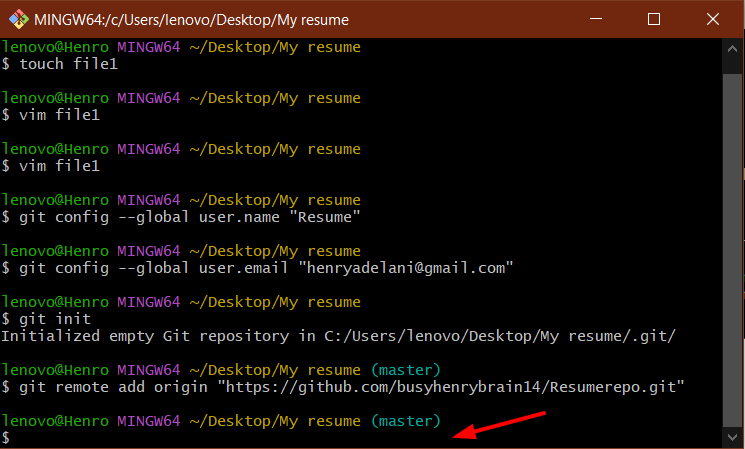 MINGW64:/c/Users/lenovo/Desktop/My resume
lenovo@Henro MINGW64 ~/Desktop/My resume
$ touch file1
lenovo@Henro MINGW64 ~/Desktop/My resume
$ vim file1
lenovo@Henro MINGW64 ~/Desktop/My resume
$ vim file1
lenovo@Henro MINGW64 ~/Desktop/My resume
$ git config --global user.name "Resume"
lenovo@Henro MINGW64 ~/Desktop/My resume
$ git config --global user.email "henryadelani@gmail.com"
lenovo@Henro MINGW64 ~/Desktop/My resume
$ git init
Initialized empty Git repository in C:/Users/lenovo/Desktop/My resume/.git/
lenovo@Henro MINGW64 ~/Desktop/My resume (master)
$ git remote add origin "https://github.com/busyhenrybrain14/Resumerepo.git"
lenovo@Henro MINGW64 ~/Desktop/My resume (master)
$